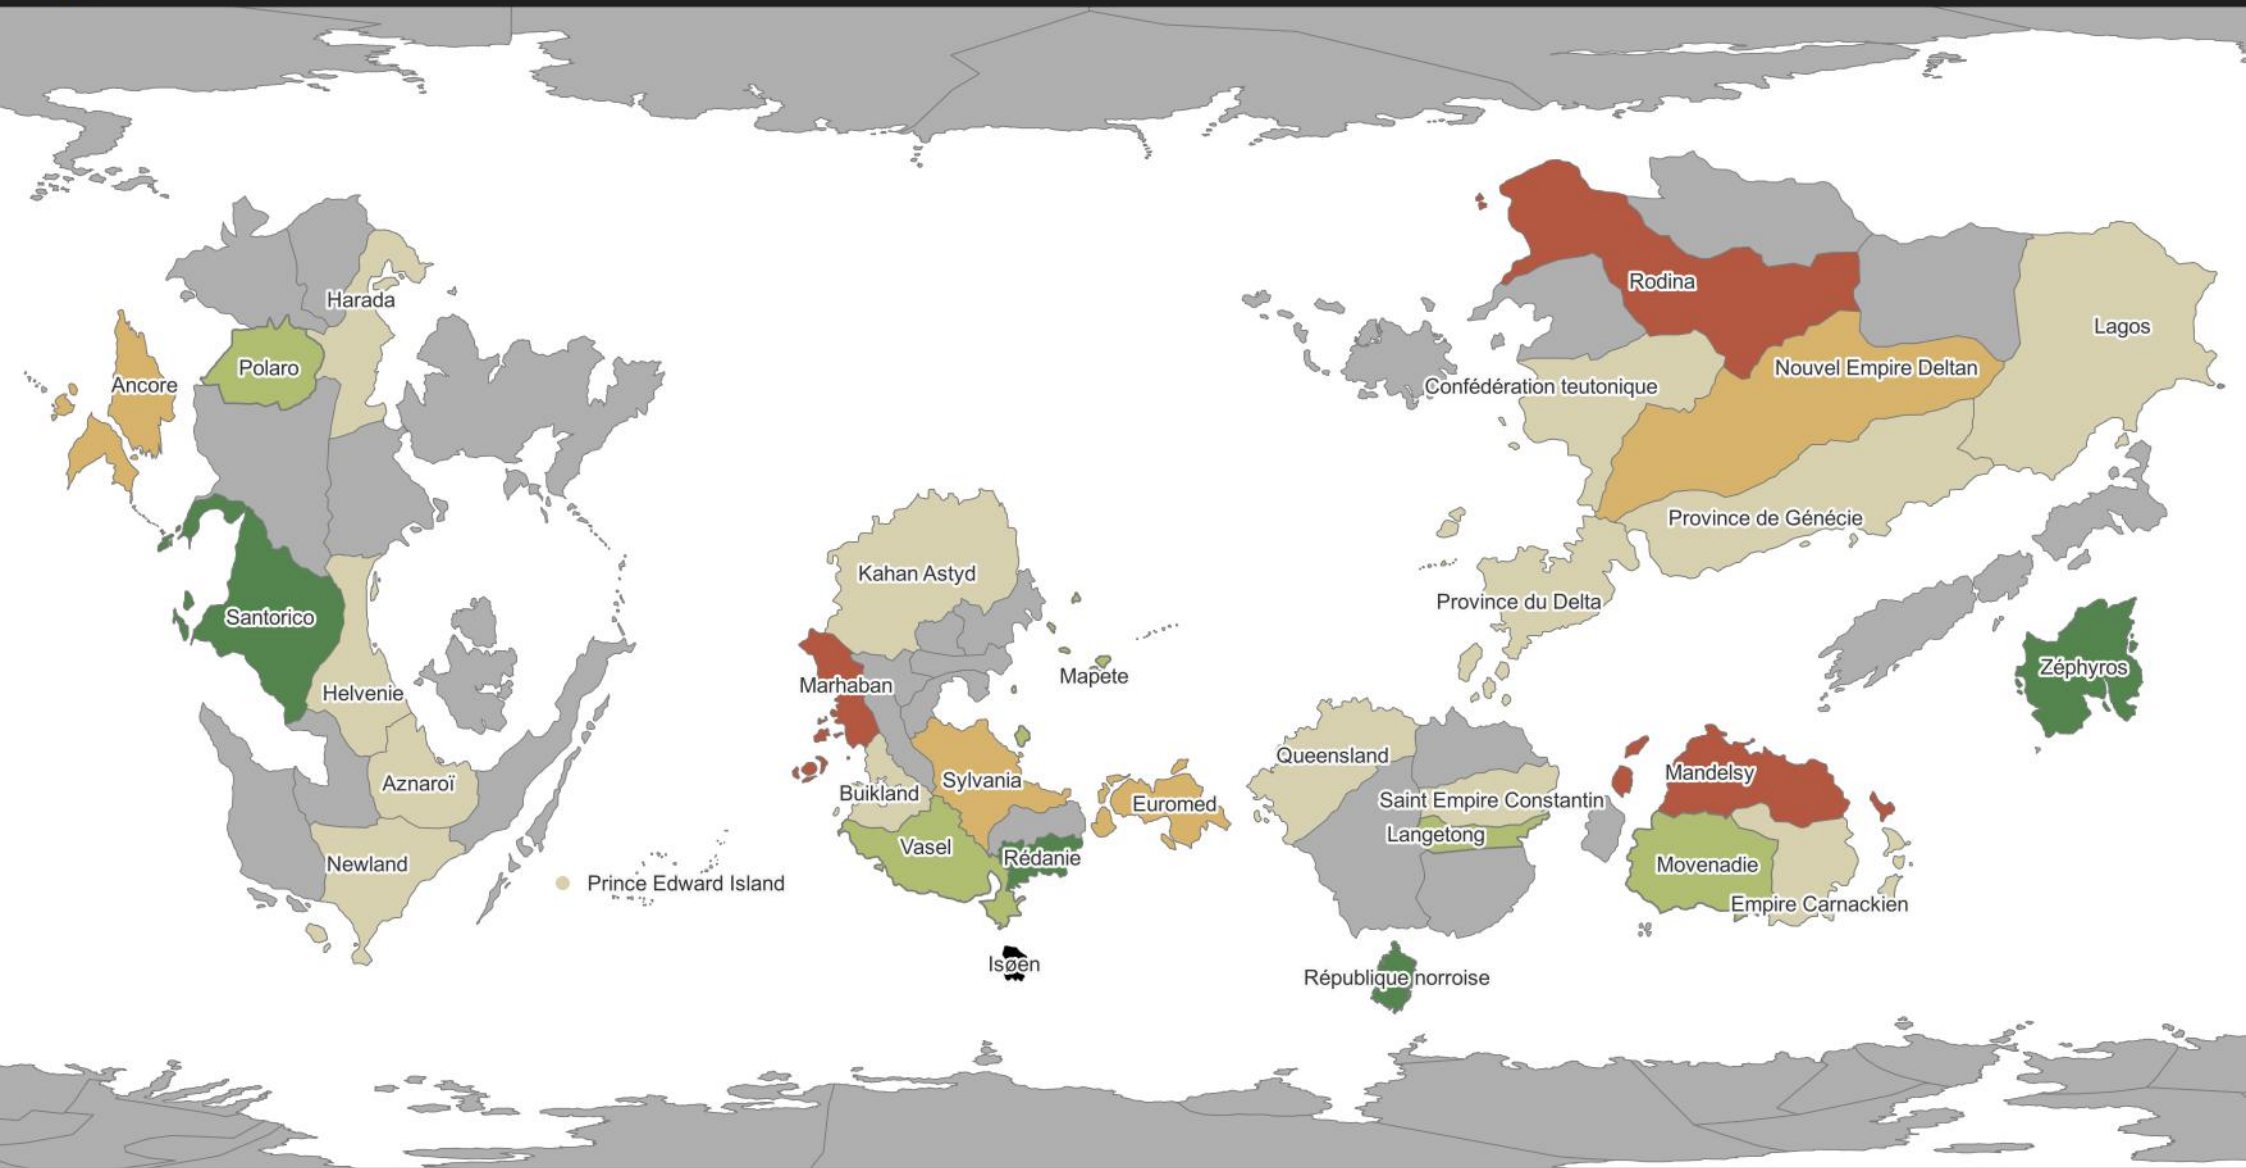 Harada
Polaro
Ancore
Santorico
Helvenie
Aznaroï
Newland
Prince Edward Island
Kahan Astyd
Marhaban
Mapete
Buikland
Sylvania
Vasel
Rédanie
Euromed
Isøen
Rodina
Lagos
Nouvel Empire Deltan
Confédération teutonique
Province de Génécie
Province du Delta
Zéphyros
Queensland
Saint Empire Constantin
Langetong
Mandelsy
Movenadie
Empire Carnackien
République norroise